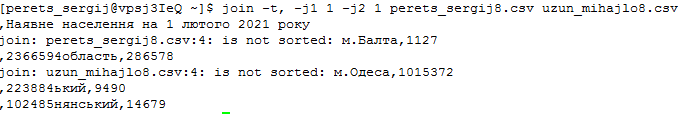 [perets_sergij@vpsj3IeQ ~]$ join -t, -j1 1 -j2 1 perets_sergij8.csv uzun_mihajlo8.csv
,Наявне населення на 1 лютого 2021 року
join: perets_sergij8.csv:4: is not sorted: м.Балта,1127
,2366594область,286578
join: uzun_mihajlo8.csv:4: is not sorted: м.Одеса,1015372
,223884ький,9490
,102485нянський,14679